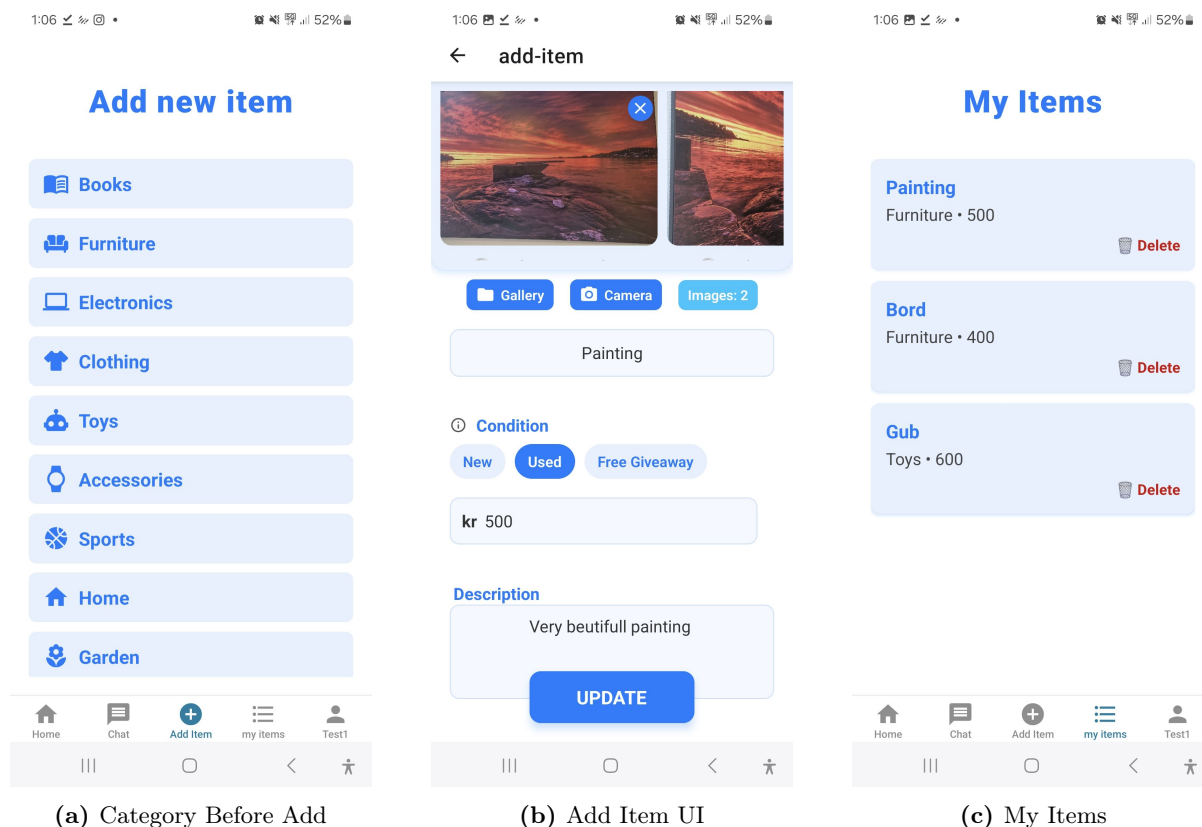 1:06
52%
Add new item
Books
Furniture
Electronics
Clothing
Toys
Accessories
Sports
Home
Garden
Home Chat Add Item my items Test1
(a) Category Before Add
1:06
52%
add-item
Gallery Camera Images: 2
Painting
Condition
New Used Free Giveaway
kr 500
Description
Very beutifull painting
UPDATE
(b) Add Item UI
1:06
52%
My Items
Painting
Furniture • 500
Delete
Bord
Furniture • 400
Delete
Gub
Toys • 600
Delete
Home Chat Add Item my items Test1
(c) My Items